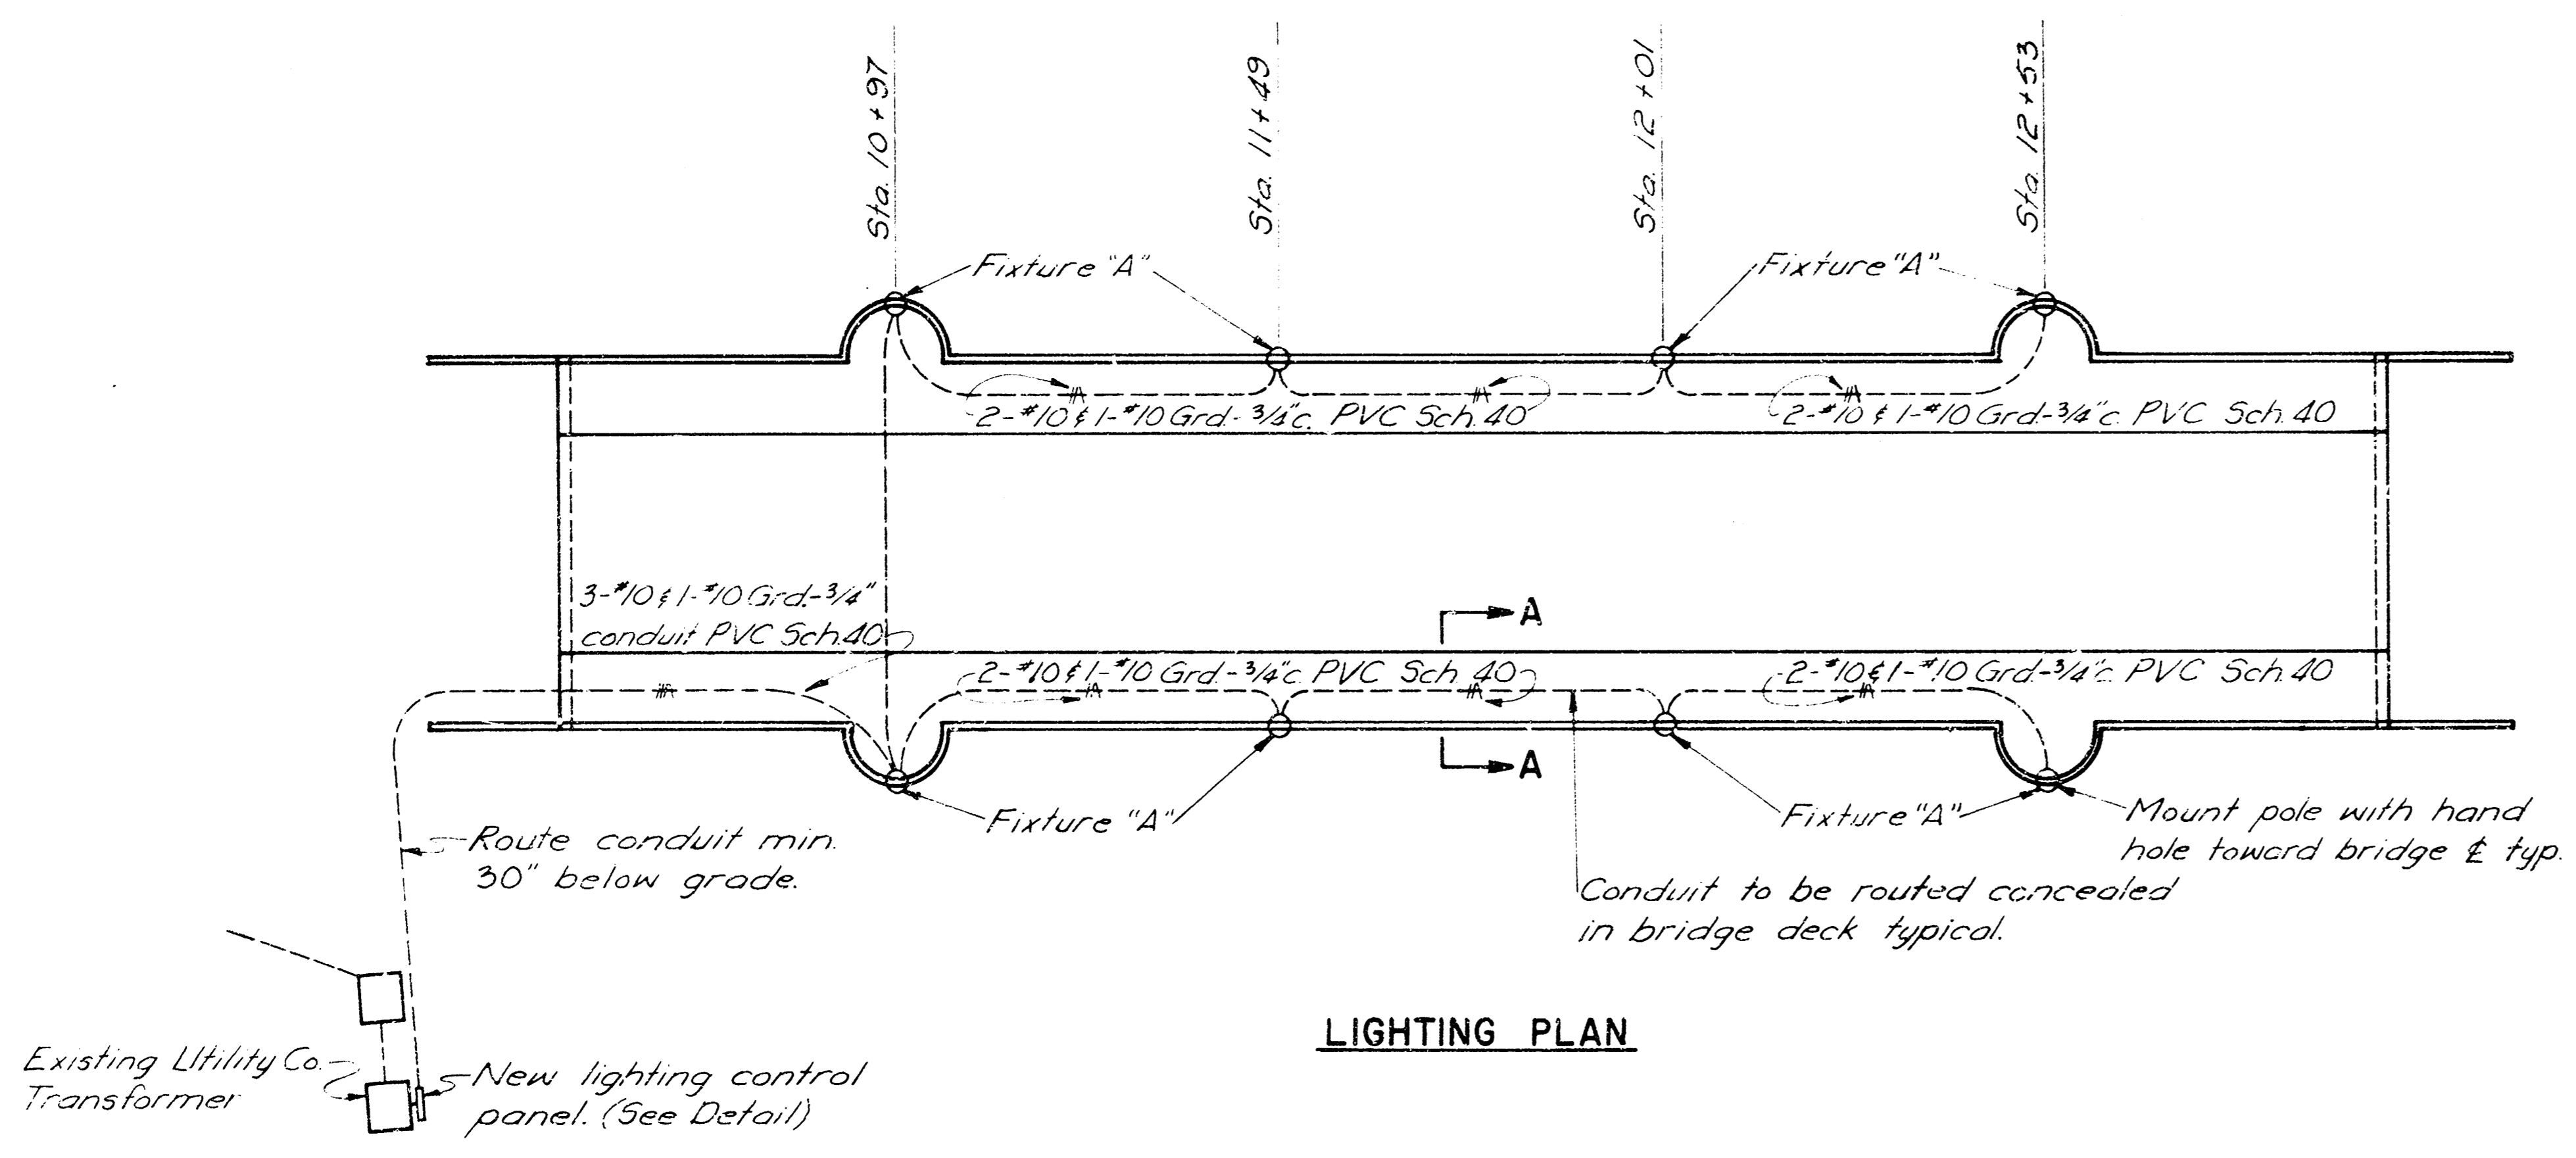 Sta. 10 + 97
Sta. 11 + 49
Sta. 12 + 01
Sta. 12 + 53
Fixture "A"
Fixture "A"
2-#10 & 1-#10 Grd.-3/4"c. PVC Sch. 40
2-#10 & 1-#10 Grd.-3/4"c. PVC Sch. 40
3-#10 & 1-#10 Grd.-3/4"
conduit PVC Sch. 40
A
2-#10 & 1-#10 Grd.-3/4"c. PVC Sch. 40
2-#10 & 1-#10 Grd.-3/4"c. PVC Sch. 40
A
Fixture "A"
Fixture "A"
Mount pole with hand
hole toward bridge ℄ typ.
Route conduit min.
30" below grade.
Conduit to be routed concealed
in bridge deck typical.
LIGHTING PLAN
Existing Utility Co.
Transformer
New lighting control
panel. (See Detail)